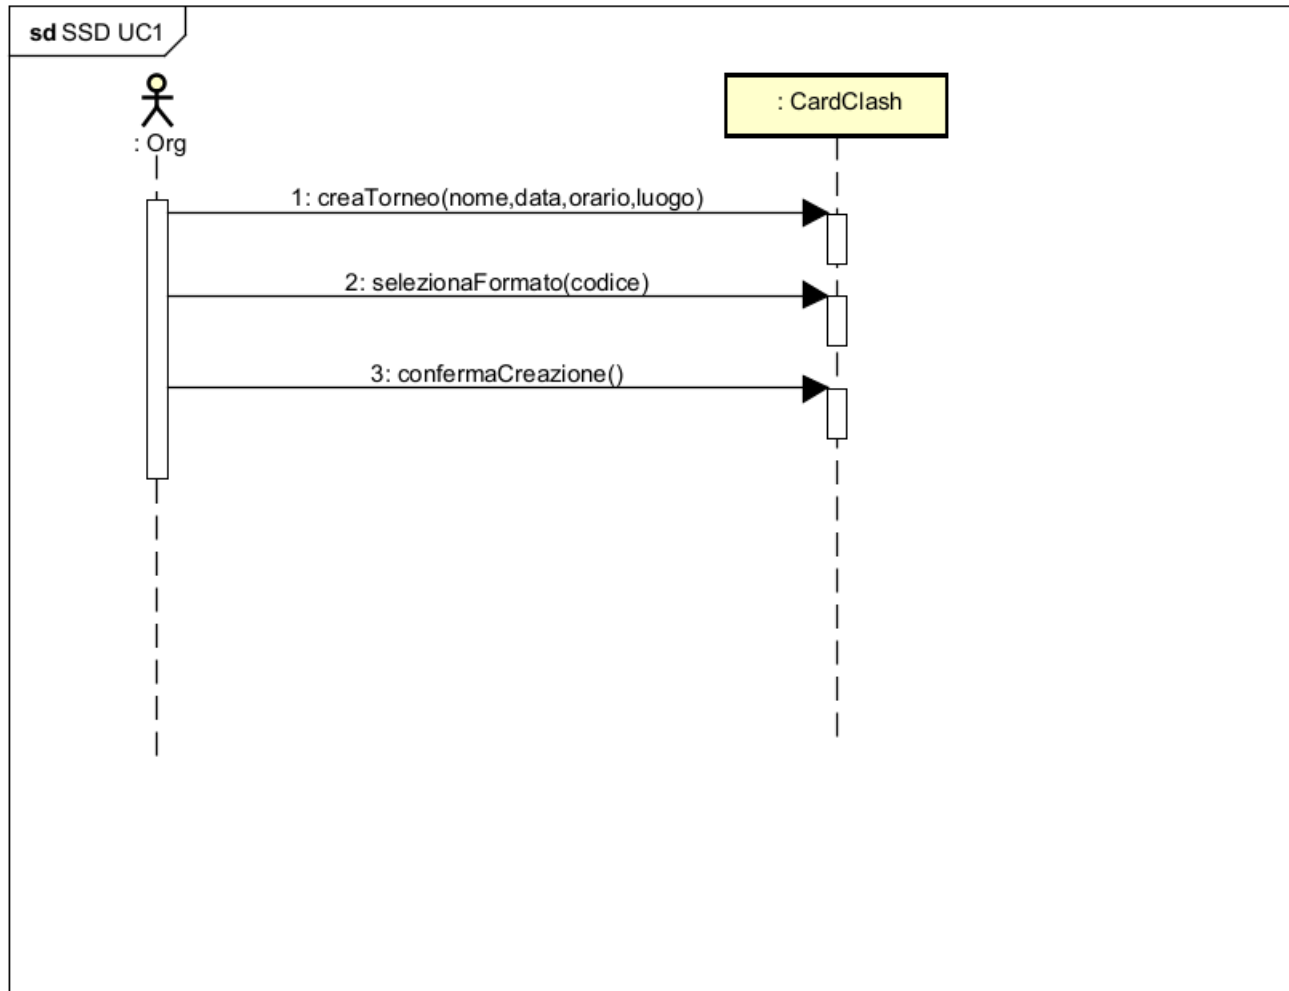 sd SSD UC1
: Org
: CardClash
1: creaTorneo(nome,data,orario,luogo)
2: selezionaFormato(codice)
3: confermaCreazione()